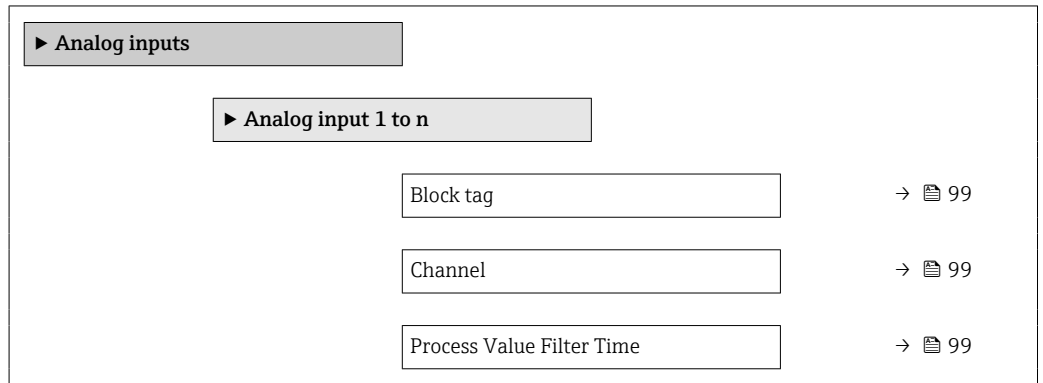 ▶ Analog inputs
▶ Analog input 1 to n
Block tag → 99
Channel → 99
Process Value Filter Time → 99